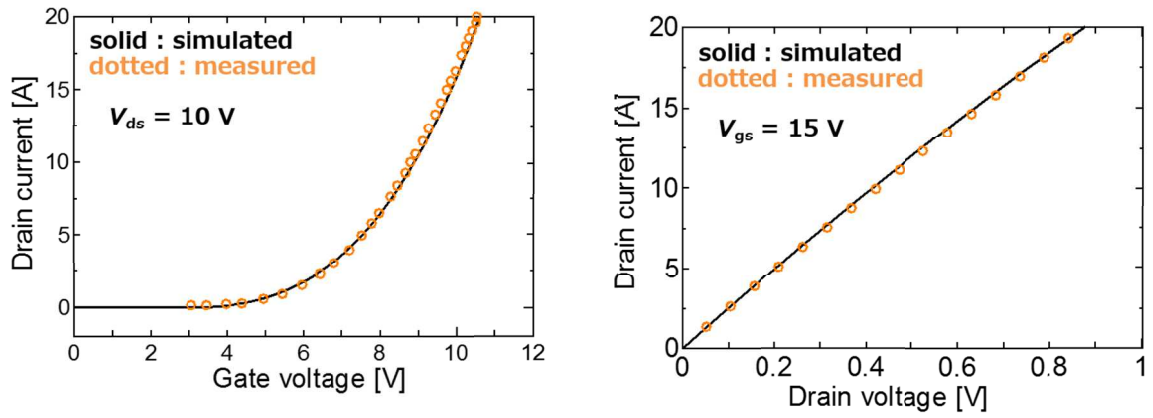 solid : simulated
dotted : measured
V_ds = 10 V
Drain current [A]
20
15
10
5
0
0
2
4
6
8
10
12
Gate voltage [V]
solid : simulated
dotted : measured
V_gs = 15 V
Drain current [A]
20
15
10
5
0
0
0.2
0.4
0.6
0.8
1
Drain voltage [V]